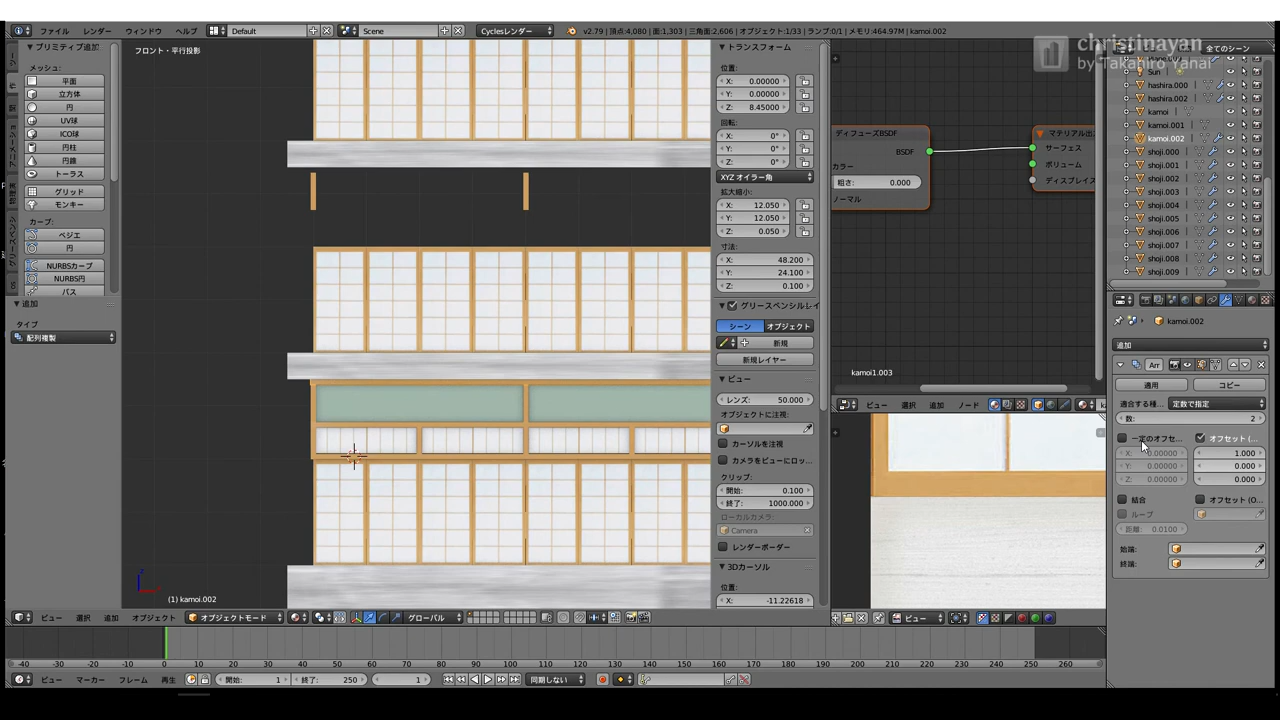 christinayan
by Takahiro Yanai
ファイル レンダー ウィンドウ ヘルプ Default Scene Cyclesレンダー v2.79 | 頂点:4,080 | 面:1,303 | 三角面:2,606 | オブジェクト:1/33 | ランプ:0/1 | メモリ:464.97M | kamoi.002
プリミティブ追加
メッシュ:
平面
立方体
円
UV球
ICO球
円柱
円錐
トーラス
グリッド
モンキー
カーブ:
ベジエ
円
NURBSカーブ
NURBS円
パス
追加
タイプ
配列複製
フロント・平行投影
(1) kamoi.002
トランスフォーム
位置:
X: 0.00000
Y: 0.00000
Z: 8.45000
回転:
X: 0°
Y: 0°
Z: 0°
XYZ オイラー角
拡大縮小:
X: 12.050
Y: 12.050
Z: 0.050
寸法:
X: 48.200
Y: 24.100
Z: 0.100
グリースペンシルレイ
シーン オブジェクト
新規
新規レイヤー
ビュー
レンズ: 50.000
オブジェクトに注視:
カーソルを注視
カメラをビューにロッ...
クリップ:
開始: 0.100
終了: 1000.000
ローカルカメラ:
Camera
レンダーボーダー
3Dカーソル
位置:
X: -11.22618
ディフューズBSDF
BSDF
カラー
粗さ: 0.000
ノーマル
マテリアル出
サーフェス
ボリューム
ディスプレイス
kamoi1.003
ビュー 選択 追加 ノード
全てのシーン
Sun
hashira.000
hashira.002
kamoi
kamoi.001
kamoi.002
shoji.000
shoji.001
shoji.002
shoji.003
shoji.004
shoji.005
shoji.006
shoji.007
shoji.008
shoji.009
kamoi.002
追加
Arr
適用 コピー
適合する種... 定数で指定
数: 2
一定のオフセ... オフセット (...
X: 0.00000 1.000
Y: 0.00000 0.000
Z: 0.00000 0.000
結合 オフセット (O...
ループ
距離: 0.0100
始端:
終端:
ビュー
ビュー 選択 追加 オブジェクト オブジェクトモード グローバル
-40 -30 -20 -10 0 10 20 30 40 50 60 70 80 90 100 110 120 130 140 150 160 170 180 190 200 210 220 230 240 250 260
ビュー マーカー フレーム 再生 開始: 1 終了: 250 1 同期しない